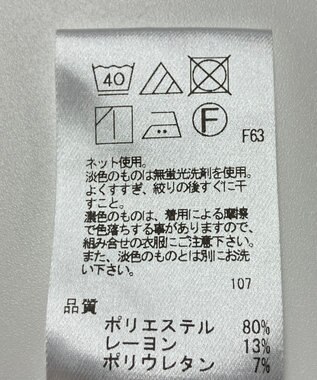 40
F F63
ネット使用。
淡色のものは無蛍光洗剤を使用。
よくすすぎ、絞りの後すぐに干
すこと。
濃色のものは、着用による摩擦
で色落ちする事がありますので、
組み合せの衣服にご注意下さい。
また、淡色のものとは別にお洗
い下さい。
107
品質
ポリエステル 80%
レーヨン 13%
ポリウレタン 7%